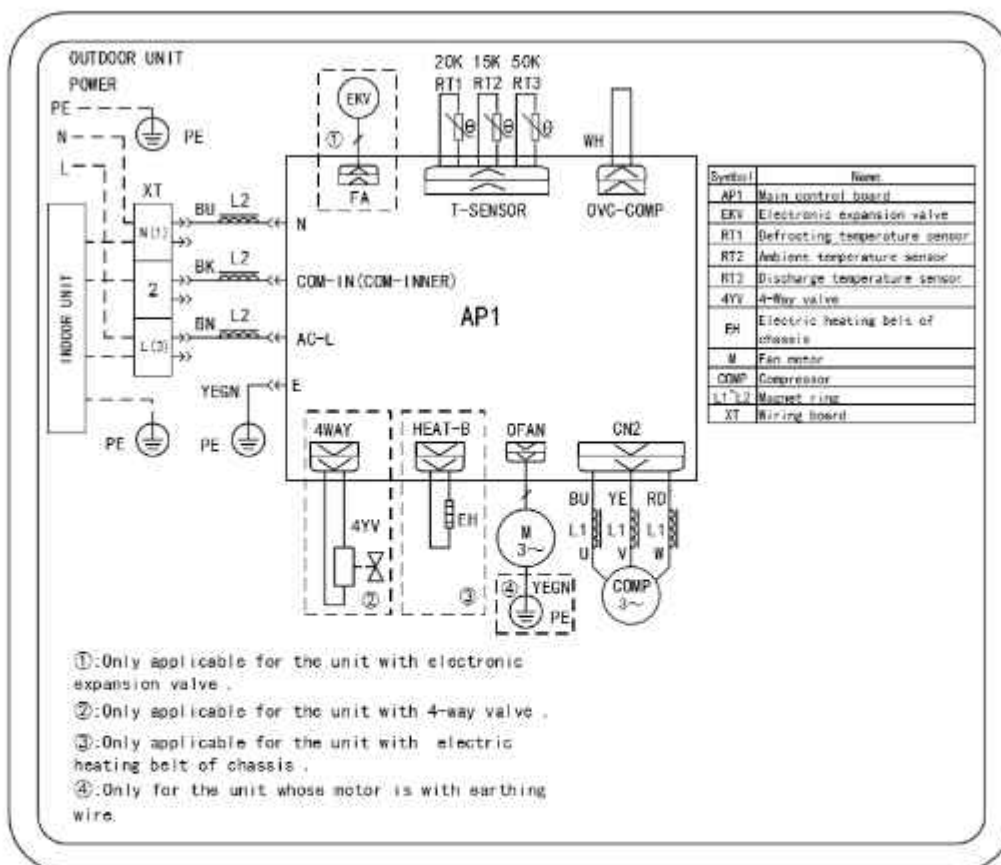 OUTDOOR UNIT
POWER
PE
N
L
PE
XT
N(1)
2
L(3)
INDOOR UNIT
PE
BU L2
BK L2
BN L2
YEGN
PE
EKV
①
FA
20K 15K 50K
RT1 RT2 RT3
θ θ θ
T-SENSOR
WH
OVC-COMP
N
COM-IN(COM-INNER)
AC-L
E
AP1
4WAY
HEAT-B
OFAN
CN2
4YV
②
EH
③
M
3~
④ YEGN
PE
BU YE RD
L1 L1 L1
U V W
COMP
3~
Symbol Name
AP1 Main control board
EKV Electronic expansion valve
RT1 Defrosting temperature sensor
RT2 Ambient temperature sensor
RT3 Discharge temperature sensor
4YV 4-Way valve
EH Electric heating belt of
chassis
M Fan motor
COMP Compressor
L1~L2 Magnet ring
XT Wiring board
①:Only applicable for the unit with electronic
expansion valve .
②:Only applicable for the unit with 4-way valve .
③:Only applicable for the unit with electric
heating belt of chassis .
④:Only for the unit whose motor is with earthing
wire.